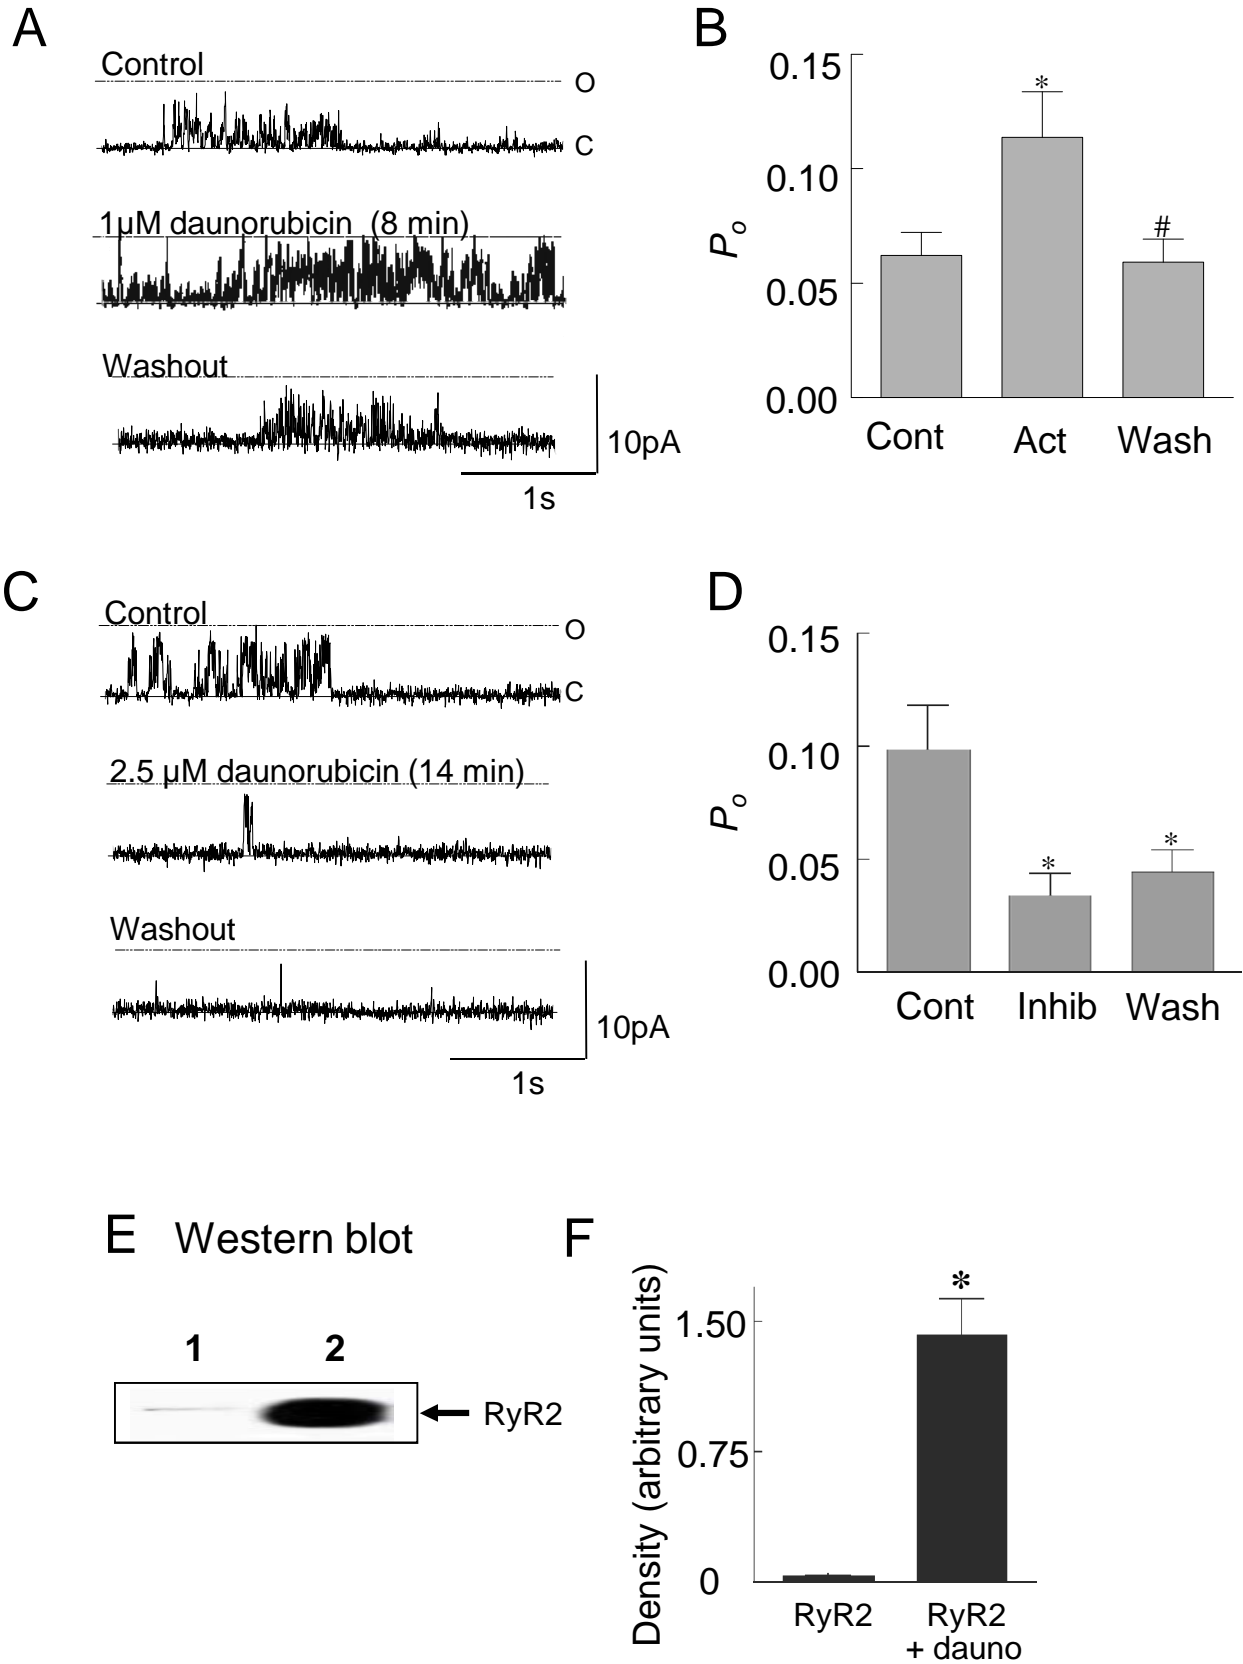 A
Control
O
C
1µM daunorubicin (8 min)
Washout
10pA
1s
B
0.15
0.10
0.05
0.00
Po
*
#
Cont Act Wash
C
Control
O
C
2.5 µM daunorubicin (14 min)
Washout
10pA
1s
D
0.15
0.10
0.05
0.00
Po
*
*
Cont Inhib Wash
E Western blot
1 2
RyR2
F
Density (arbitrary units)
1.50
0.75
0
*
RyR2
RyR2
+ dauno